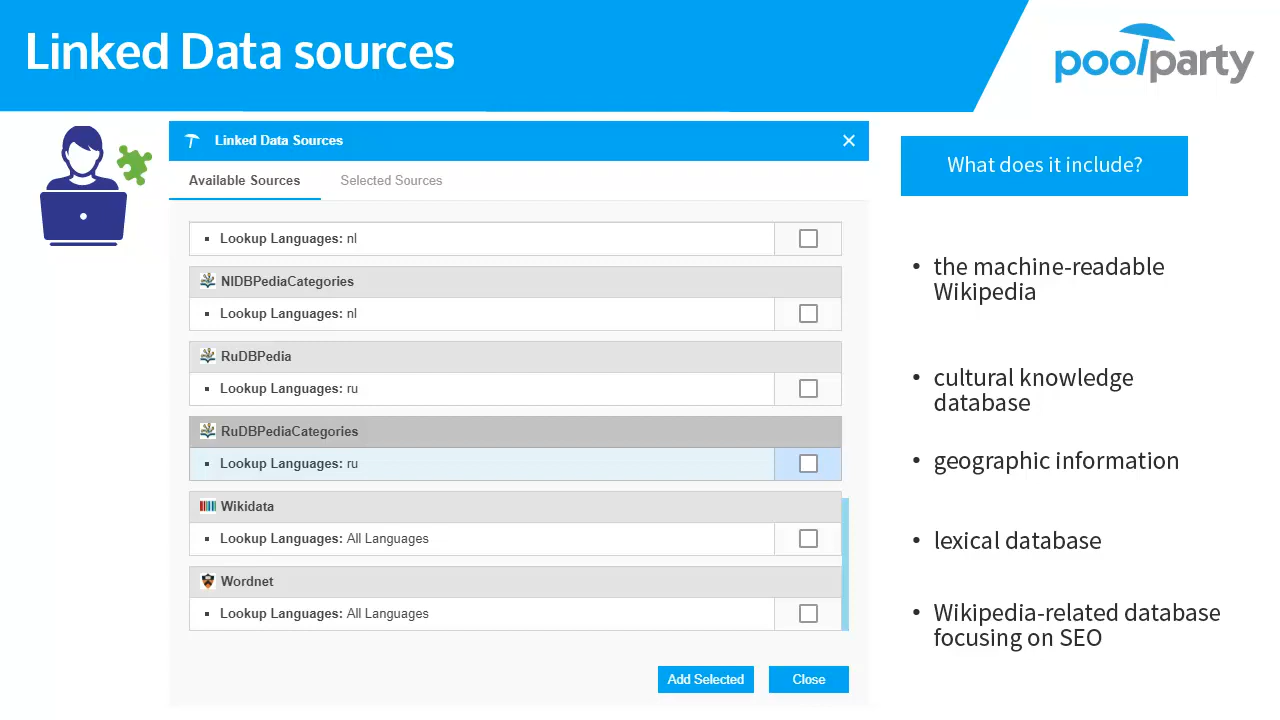 Linked Data sources
poolparty
Linked Data Sources
Available Sources
Selected Sources
Lookup Languages: nl
NlDBPediaCategories
Lookup Languages: nl
RuDBPedia
Lookup Languages: ru
RuDBPediaCategories
Lookup Languages: ru
Wikidata
Lookup Languages: All Languages
Wordnet
Lookup Languages: All Languages
Add Selected
Close
What does it include?
• the machine-readable
Wikipedia
• cultural knowledge
database
• geographic information
• lexical database
• Wikipedia-related database
focusing on SEO